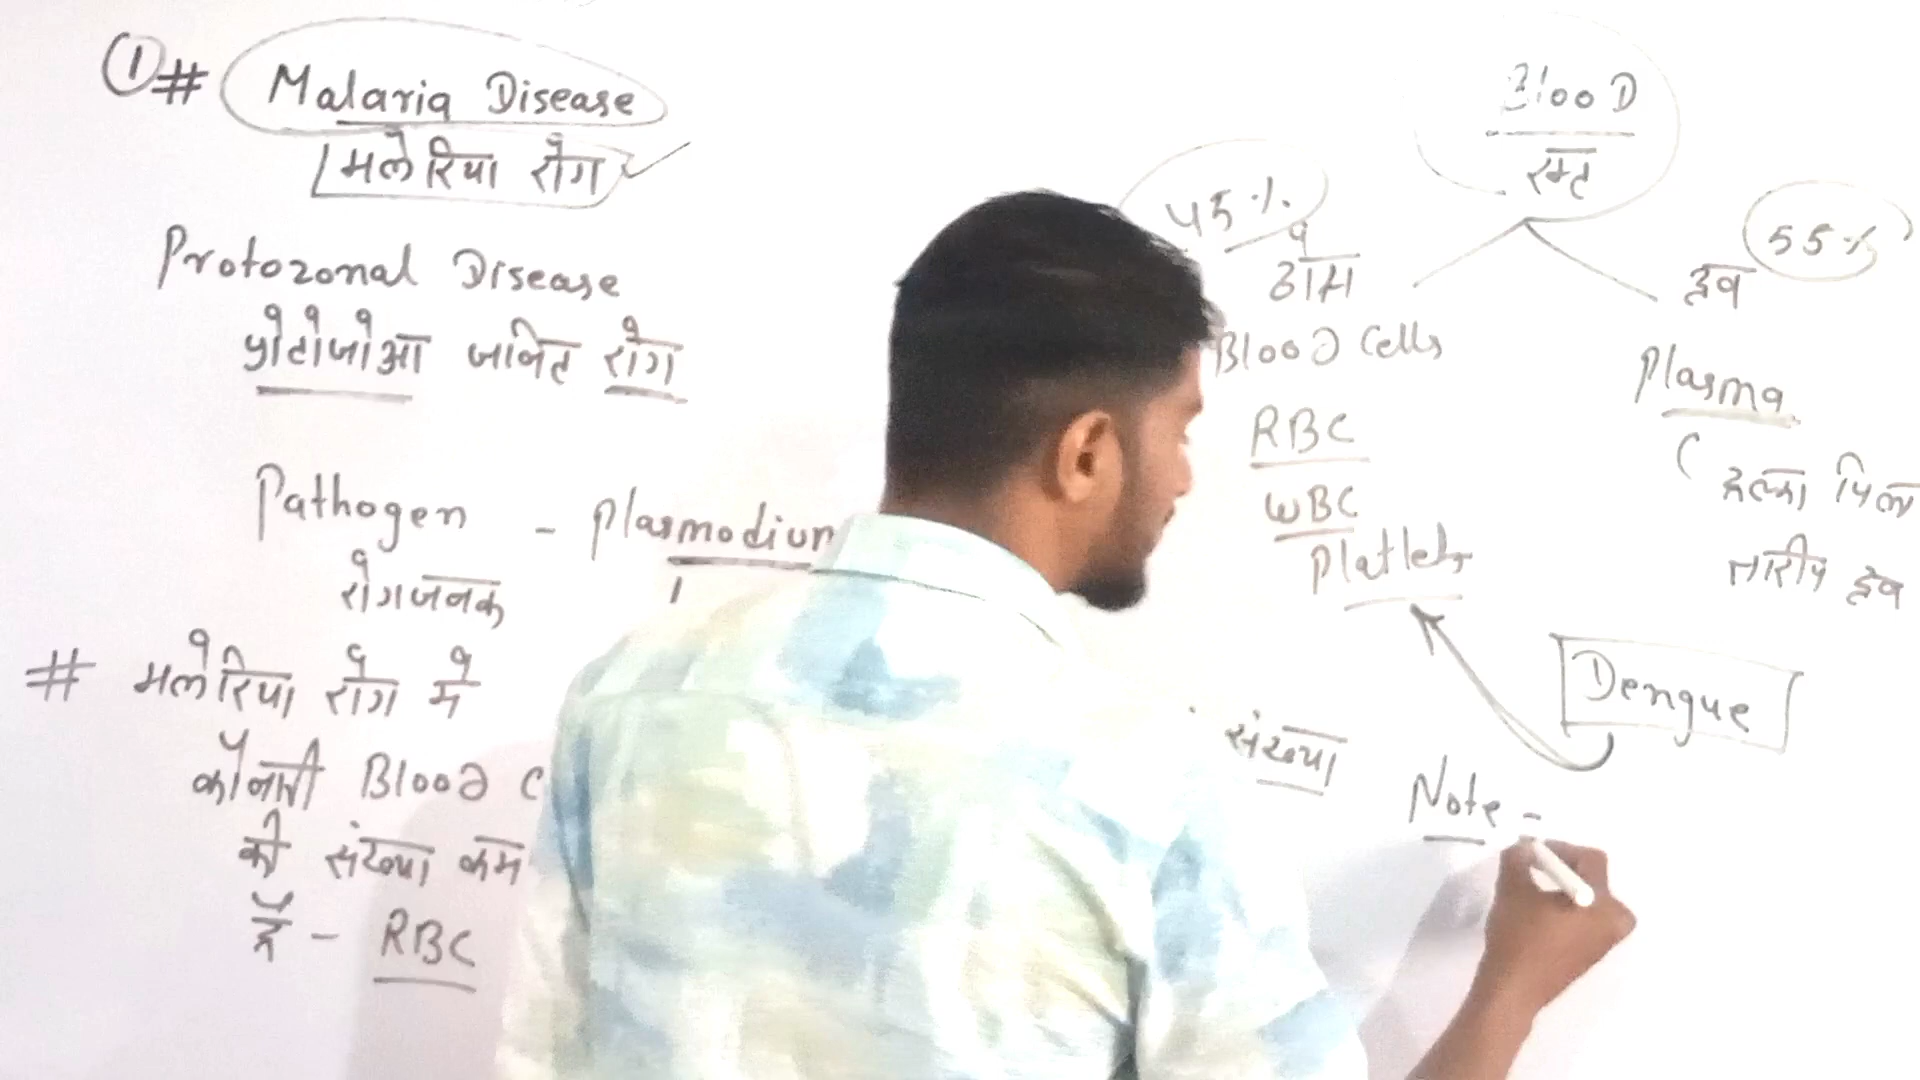 ① # Malaria Disease
मलेरिया रोग
Protozonal Disease
प्रोटोजोआ जनित रोग
Pathogen - Plasmodium
रोगजनक
# मलेरिया रोग मे
कौनसी Blood C
की संख्या कम
है - RBC
Blood
रक्त
45%
ठोस
Blood Cells
RBC
WBC
Platlets
55%
द्रव
Plasma
( हल्का पिला
तारीय द्रव
Dengue
संख्या
Note -